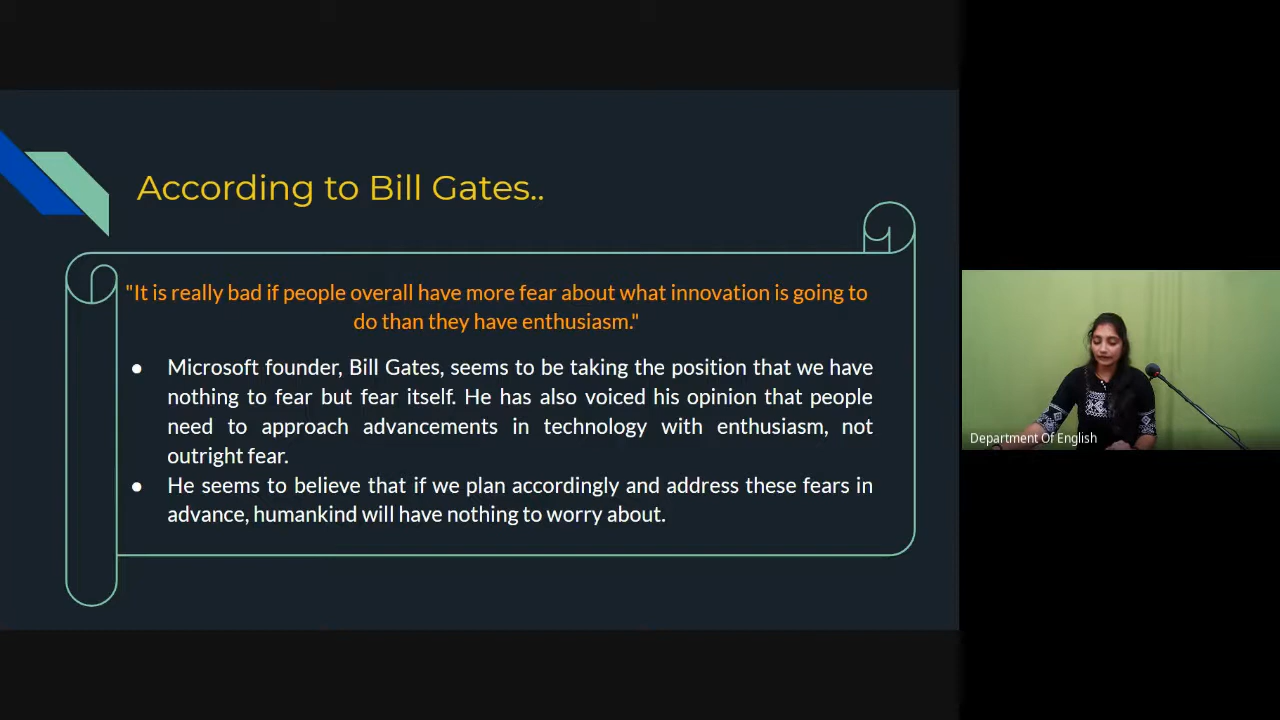 According to Bill Gates..
"It is really bad if people overall have more fear about what innovation is going to
do than they have enthusiasm."
● Microsoft founder, Bill Gates, seems to be taking the position that we have
nothing to fear but fear itself. He has also voiced his opinion that people
need to approach advancements in technology with enthusiasm, not
outright fear.
● He seems to believe that if we plan accordingly and address these fears in
advance, humankind will have nothing to worry about.
Department Of English